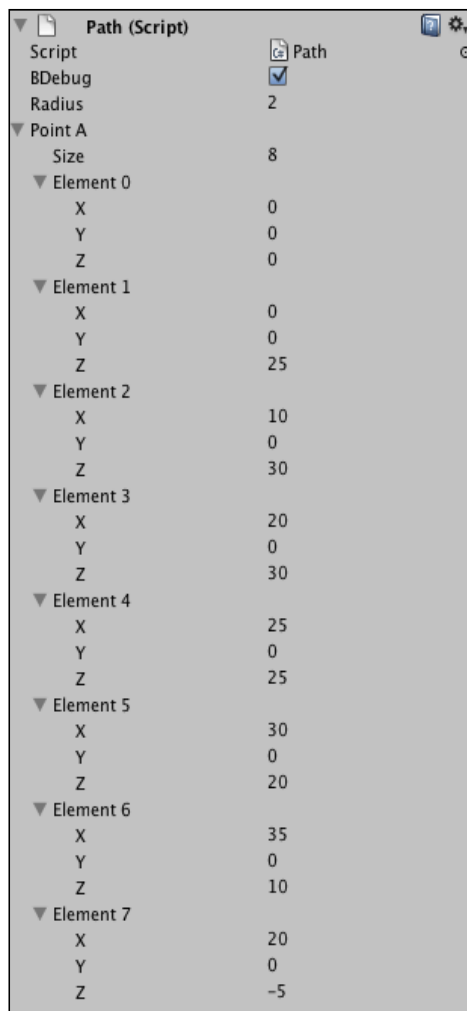 Path (Script)
Script Path
BDebug
Radius 2
Point A
Size 8
Element 0
X 0
Y 0
Z 0
Element 1
X 0
Y 0
Z 25
Element 2
X 10
Y 0
Z 30
Element 3
X 20
Y 0
Z 30
Element 4
X 25
Y 0
Z 25
Element 5
X 30
Y 0
Z 20
Element 6
X 35
Y 0
Z 10
Element 7
X 20
Y 0
Z -5